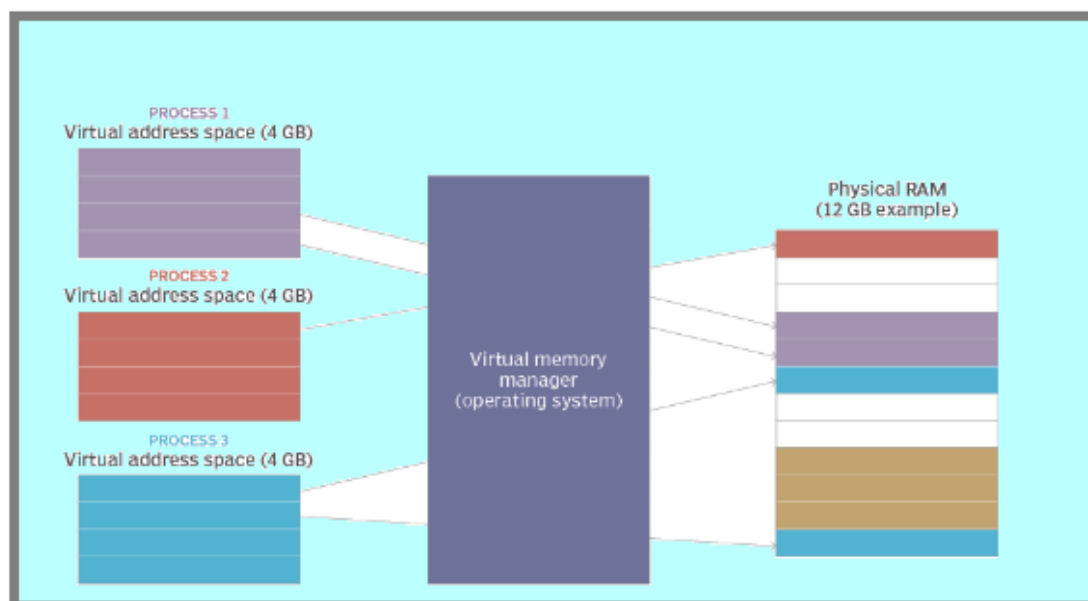 PROCESS 1
Virtual address space (4 GB)
PROCESS 2
Virtual address space (4 GB)
PROCESS 3
Virtual address space (4 GB)
Virtual memory
manager
(operating system)
Physical RAM
(12 GB example)